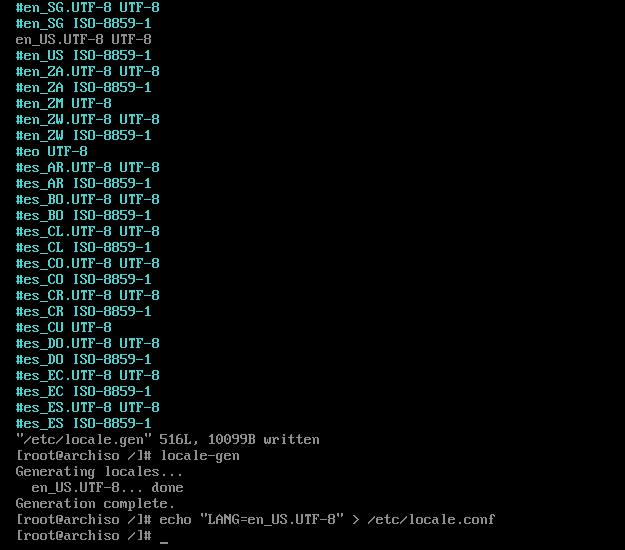 #en_SG.UTF-8 UTF-8
#en_SG ISO-8859-1
en_US.UTF-8 UTF-8
#en_US ISO-8859-1
#en_ZA.UTF-8 UTF-8
#en_ZA ISO-8859-1
#en_ZM UTF-8
#en_ZW.UTF-8 UTF-8
#en_ZW ISO-8859-1
#eo UTF-8
#es_AR.UTF-8 UTF-8
#es_AR ISO-8859-1
#es_BO.UTF-8 UTF-8
#es_BO ISO-8859-1
#es_CL.UTF-8 UTF-8
#es_CL ISO-8859-1
#es_CO.UTF-8 UTF-8
#es_CO ISO-8859-1
#es_CR.UTF-8 UTF-8
#es_CR ISO-8859-1
#es_CU UTF-8
#es_DO.UTF-8 UTF-8
#es_DO ISO-8859-1
#es_EC.UTF-8 UTF-8
#es_EC ISO-8859-1
#es_ES.UTF-8 UTF-8
#es_ES ISO-8859-1
"/etc/locale.gen" 516L, 10099B written
[root@archiso /]# locale-gen
Generating locales...
  en_US.UTF-8... done
Generation complete.
[root@archiso /]# echo "LANG=en_US.UTF-8" > /etc/locale.conf
[root@archiso /]# _